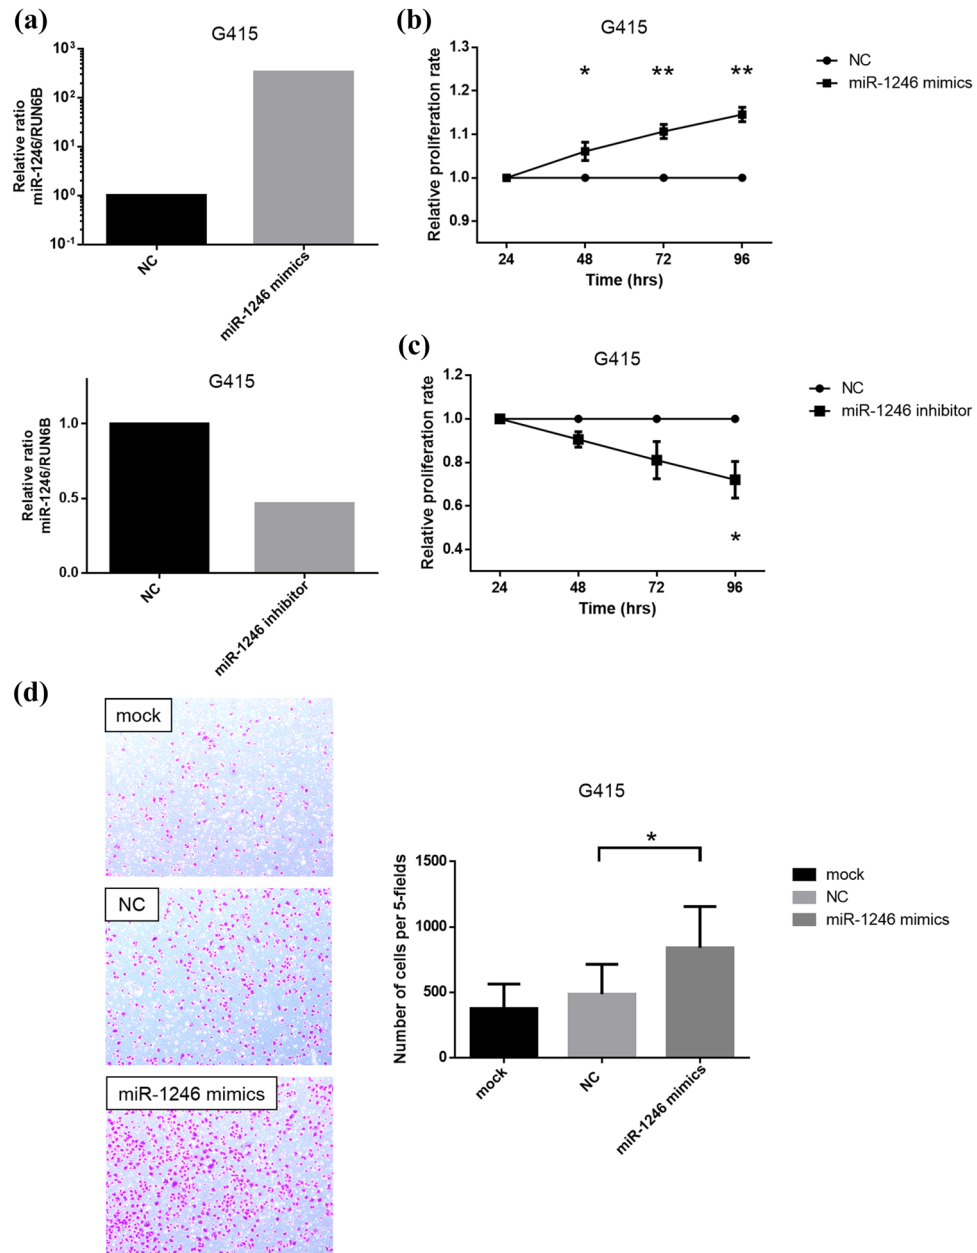 (a)
G415
Relative ratio
miR-1246/RUN6B
10³
10²
10¹
10⁰
10⁻¹
NC
miR-1246 mimics
G415
Relative ratio
miR-1246/RUN6B
1.0
0.5
0.0
NC
miR-1246 inhibitor
(b)
G415
Relative proliferation rate
1.3
1.2
1.1
1.0
0.9
* ** **
24 48 72 96
Time (hrs)
NC
miR-1246 mimics
(c)
G415
Relative proliferation rate
1.2
1.0
0.8
0.6
0.4
*
24 48 72 96
Time (hrs)
NC
miR-1246 inhibitor
(d)
mock
NC
miR-1246 mimics
G415
Number of cells per 5-fields
1500
1000
500
0
*
mock
NC
miR-1246 mimics
mock
NC
miR-1246 mimics